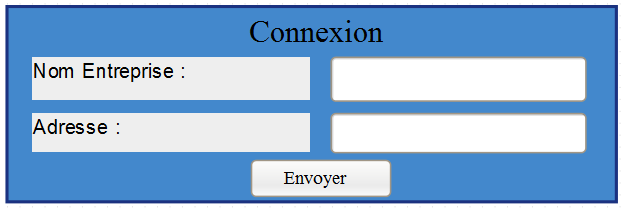 Connexion
Nom Entreprise :
Adresse :
Envoyer